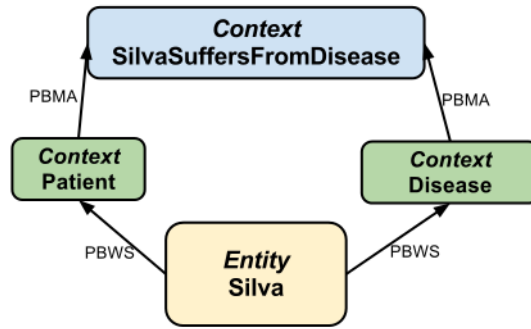 Context
SilvaSuffersFromDisease
PBMA
PBMA
Context
Patient
Context
Disease
PBWS
PBWS
Entity
Silva